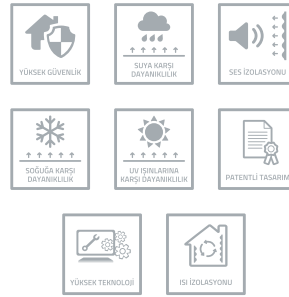 YÜKSEK GÜVENLİK
SUYA KARŞI
DAYANIKLILIK
SES İZOLASYONU
SOĞUĞA KARŞI
DAYANIKLILIK
UV IŞINLARINA
KARŞI DAYANIKLILIK
PATENTLİ TASARIM
YÜKSEK TEKNOLOJİ
ISI İZOLASYONU